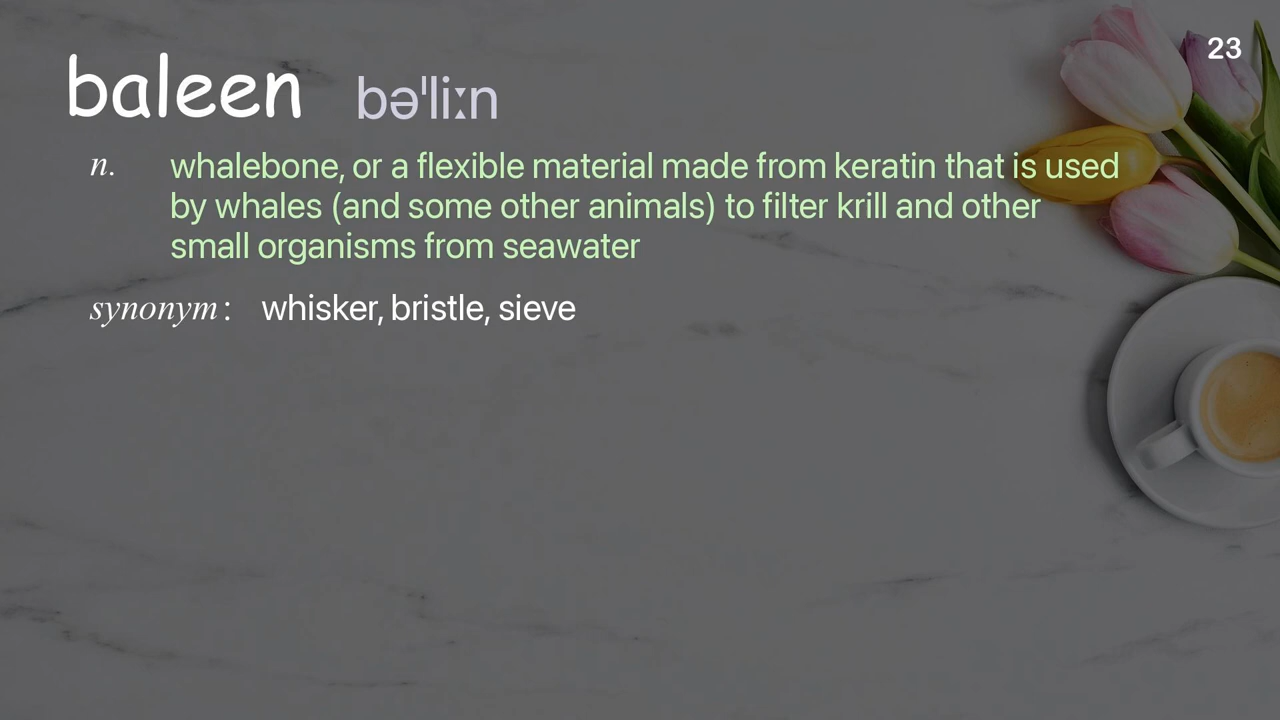 23
baleen bəˈliːn
n. whalebone, or a flexible material made from keratin that is used
by whales (and some other animals) to filter krill and other
small organisms from seawater
synonym: whisker, bristle, sieve